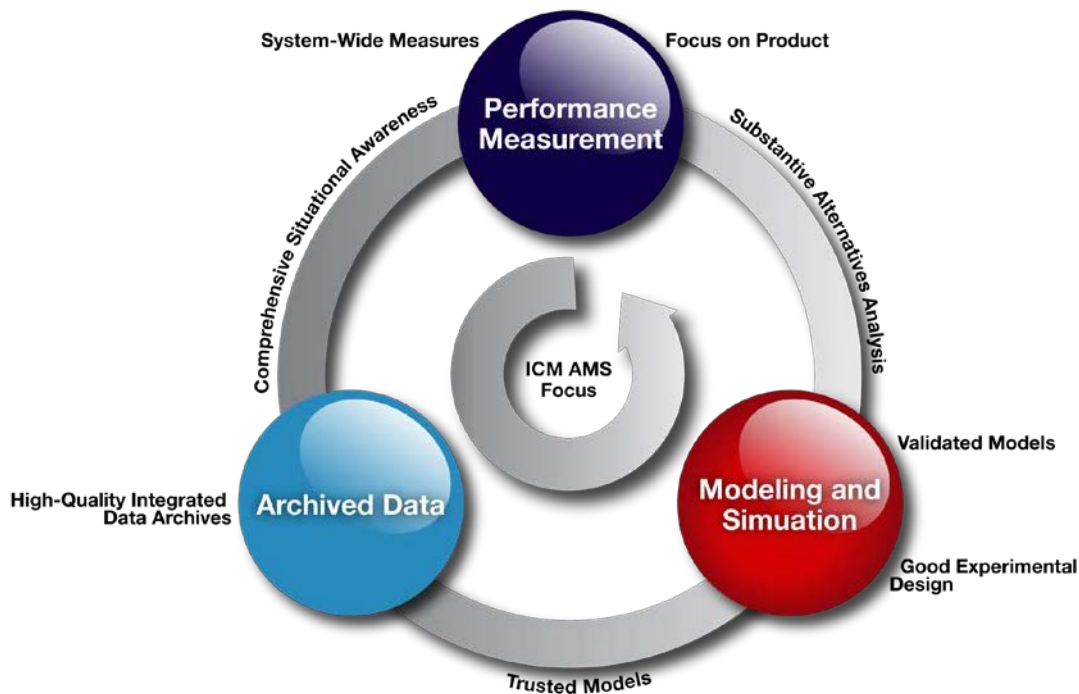 System-Wide Measures
Focus on Product
Performance
Measurement
Comprehensive Situational Awareness
Substantive Alternatives Analysis
ICM AMS
Focus
Validated Models
High-Quality Integrated
Data Archives
Archived Data
Modeling and
Simuation
Good Experimental
Design
Trusted Models